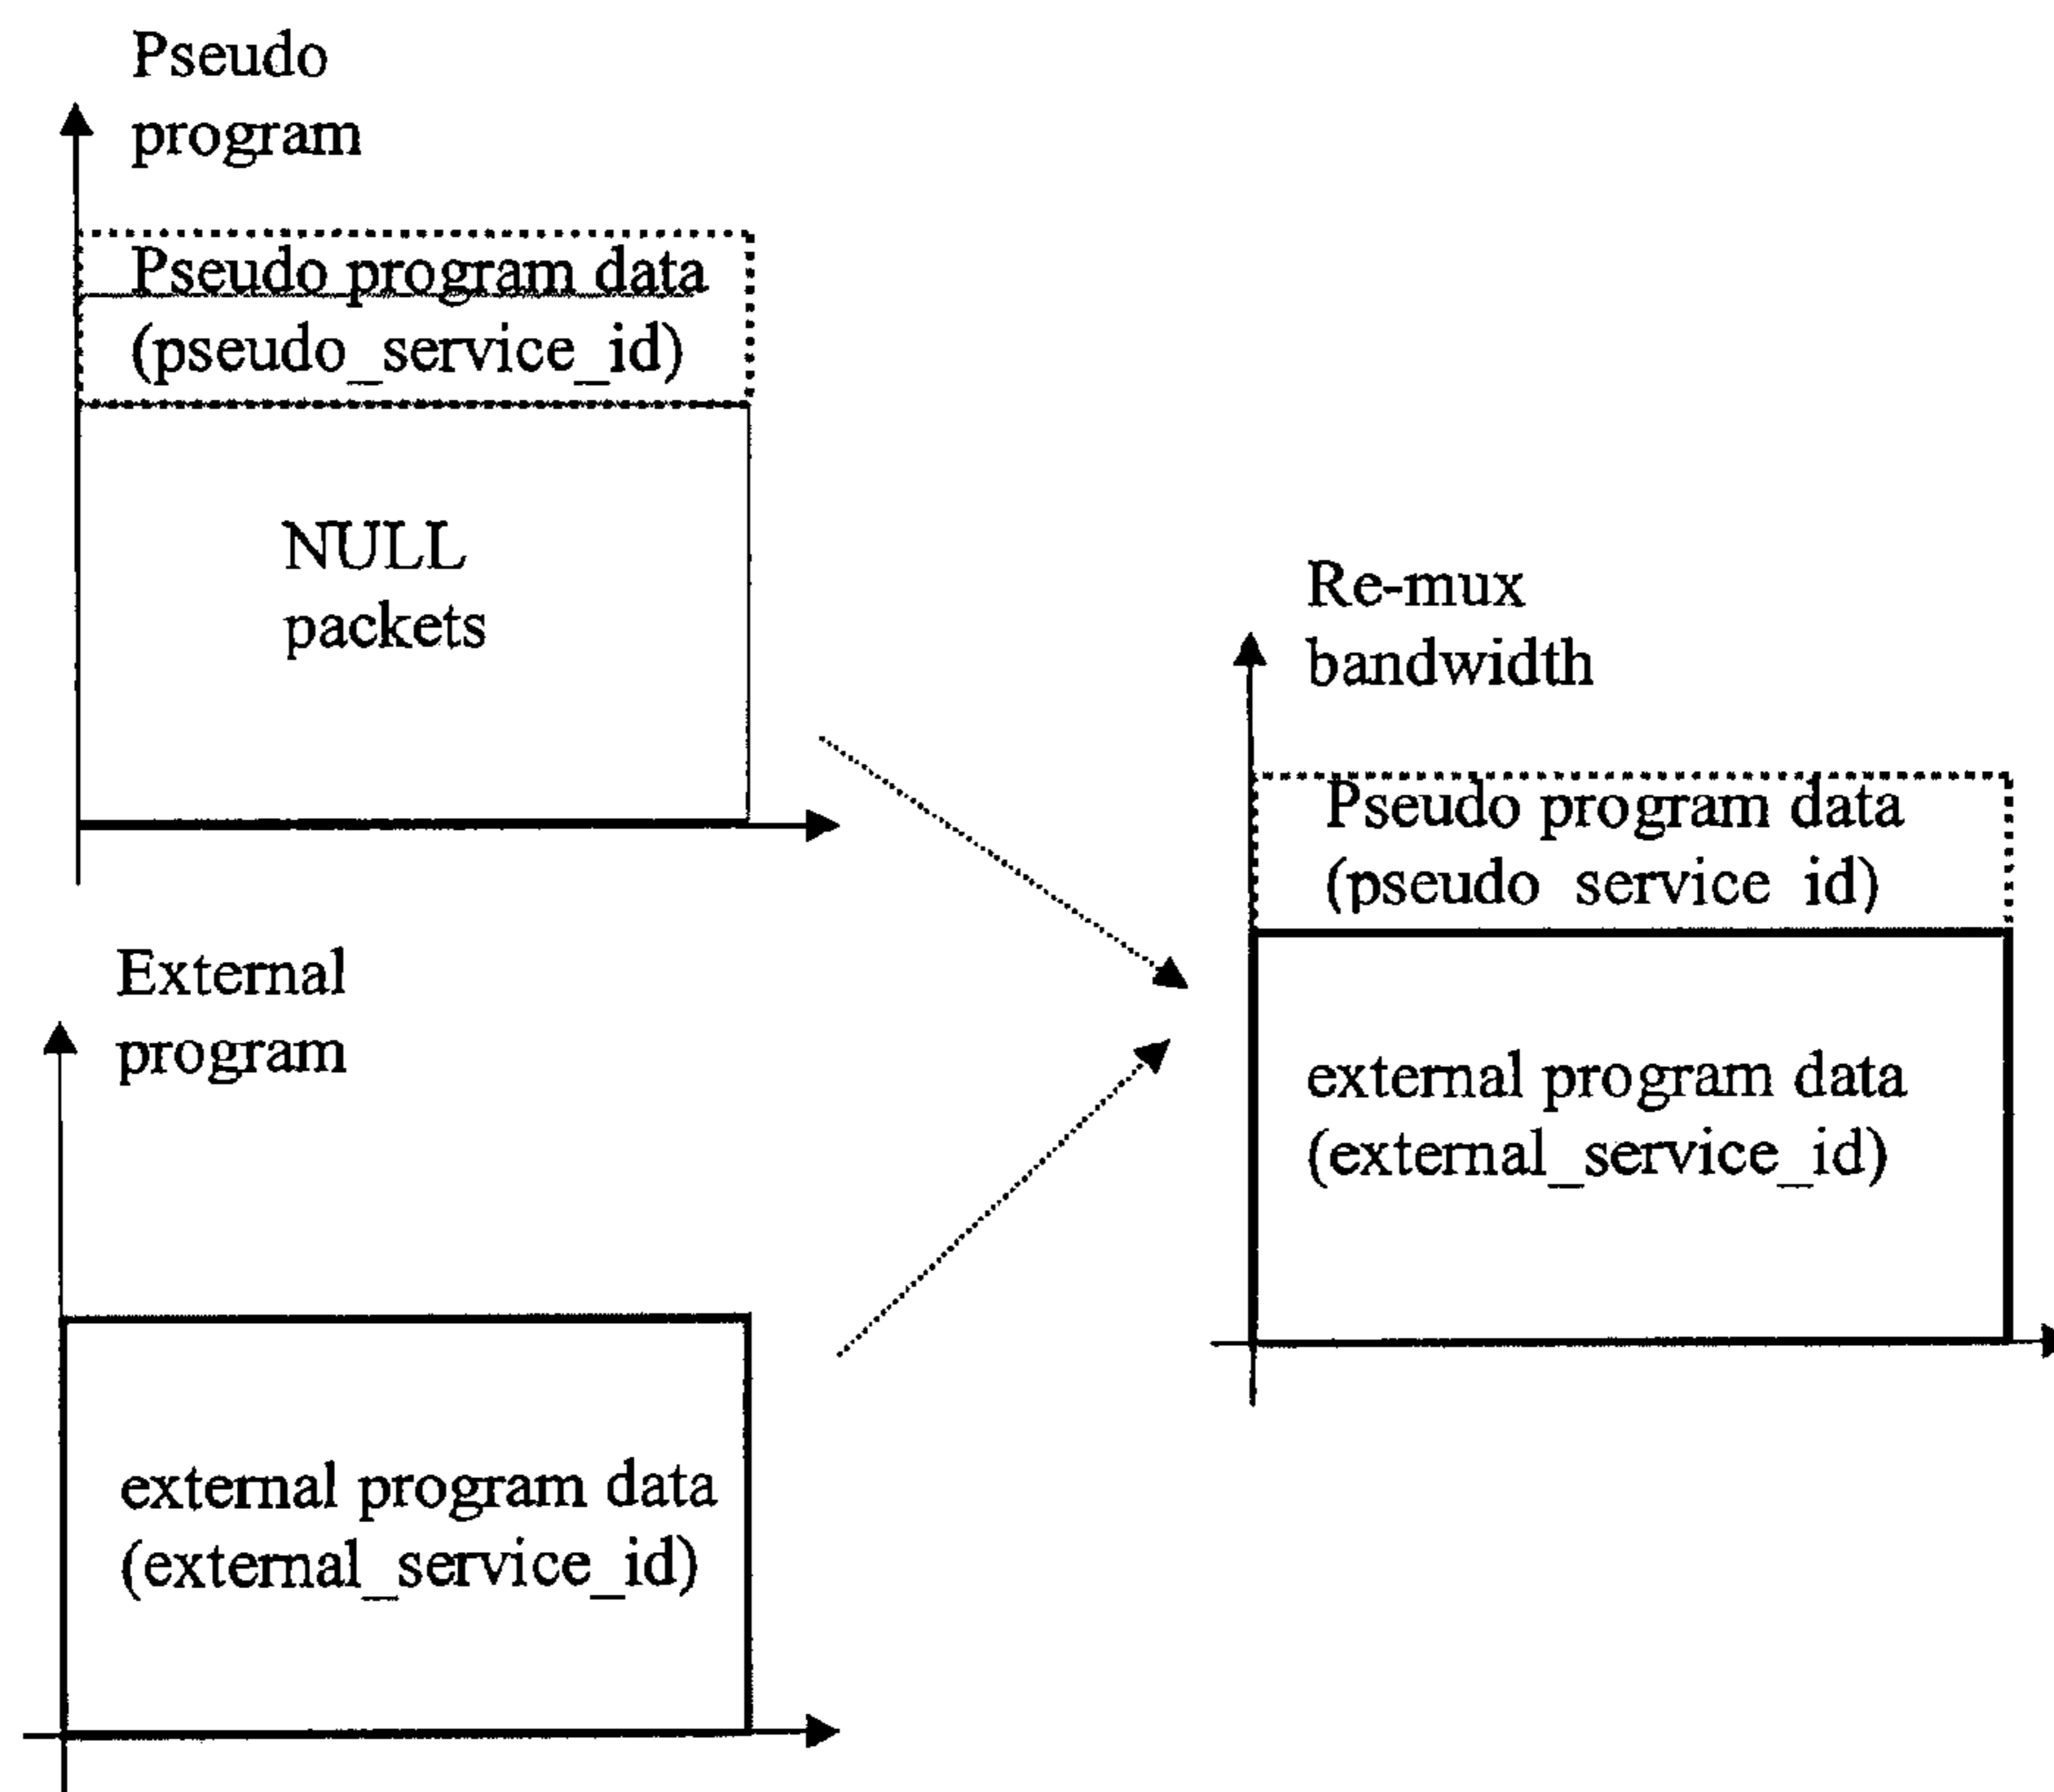 Pseudo
program
Pseudo program data
(pseudo_service_id)
NULL
packets
External
program
external program data
(external_service_id)
Re-mux
bandwidth
Pseudo program data
(pseudo service id)
external program data
(external_service_id)